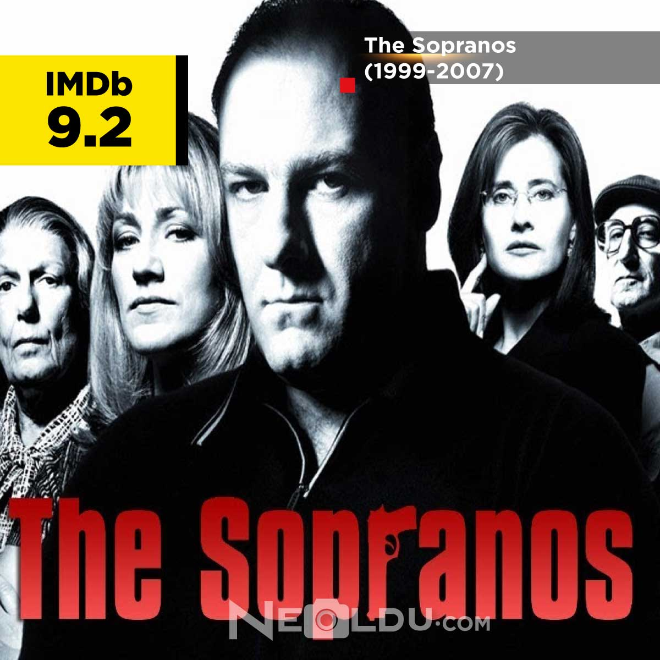 The Sopranos
(1999-2007)
IMDb
9.2
The Sopranos
NEOLDU.COM